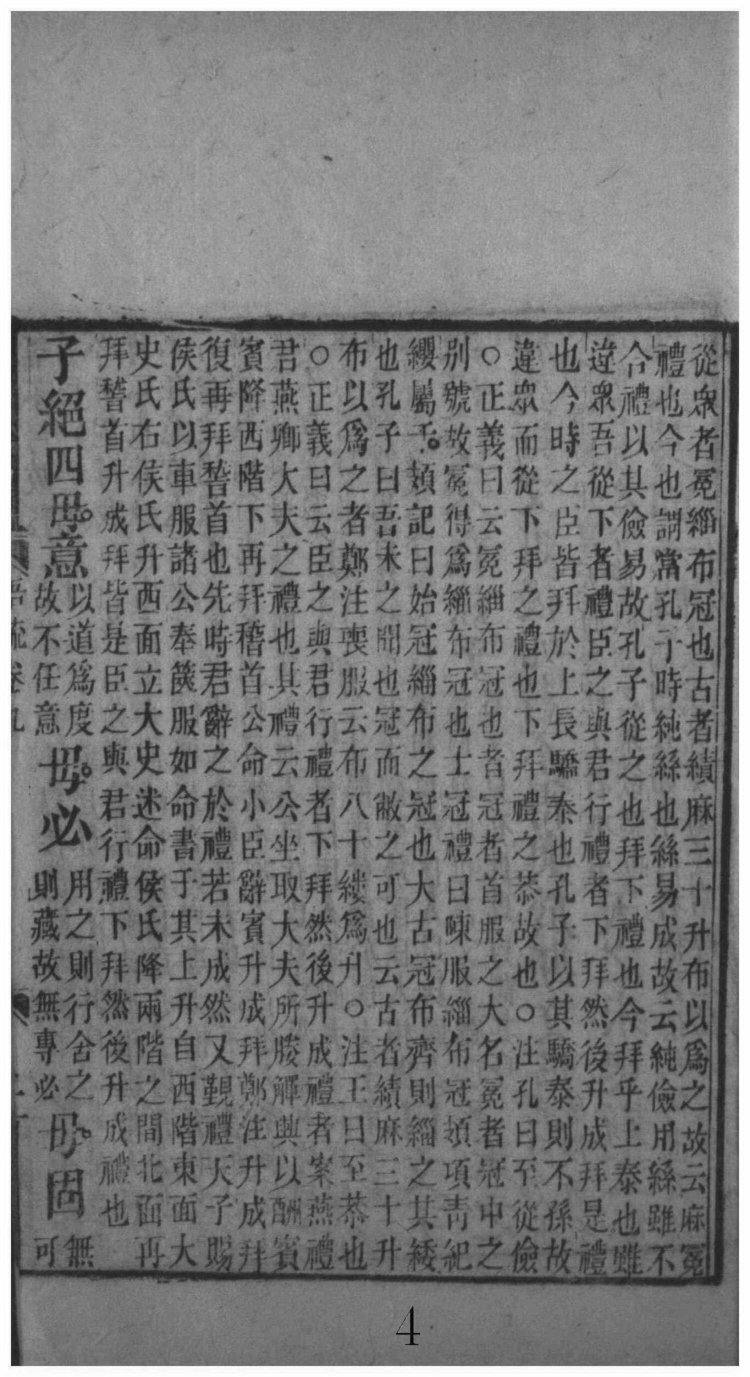 從衆者冕緇布冠也古者績麻三十升布以爲之故云麻冕
禮也今也謂當孔子時純絲也絲易成故云純儉用絲雖不
合禮以其儉易故孔子從之也拜下禮也今拜乎上泰也雖
違衆吾從下者禮臣之與君行禮者下拜然後升成拜是禮
也今時之臣皆拜於上長驕泰也孔子以其驕泰則不孫故
違衆而從下拜之禮也下拜禮之恭故也○注孔曰至從儉
○正義曰云冕緇布冠也者冠者首服之大名冕者冠中之
别號故冕得爲緇布冠也士冠禮曰陳服緇布冠頍項靑紀
纓屬于頍記曰始冠緇布之冠也大古冠布齊則緇之其緌
也孔子曰吾未之聞也冠而敝之可也云古者績麻三十升
布以爲之者鄭注喪服云布八十縷爲升○注王曰至恭也
○正義曰云臣之與君行禮者下拜然後升成禮者案燕禮
君燕卿大夫之禮也其禮云公坐取大夫所媵觶興以酬賓
賓降西階下再拜稽首公命小臣辭賓升成拜鄭注升成拜
復再拜稽首也先時君辭之於禮若未成然又覲禮天子賜
侯氏以車服諸公奉篋服如命書于其上升自西階東面大
史氏右侯氏升西面立大史述命侯氏降兩階之間北面再
拜稽首升成拜皆是臣之與君行禮下拜然後升成禮也
子絕四毋意以道爲度故不任意毋必用之則行舍之則藏故無專必毋固無可
疏卷九
4